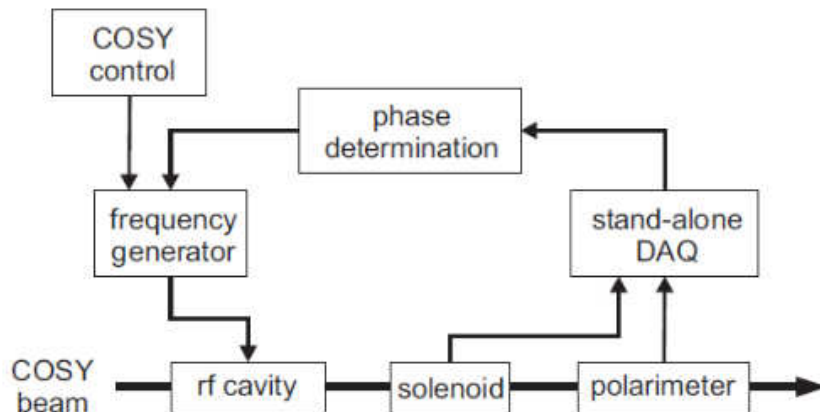 COSY
control
phase
determination
frequency
generator
stand-alone
DAQ
COSY
beam
rf cavity
solenoid
polarimeter